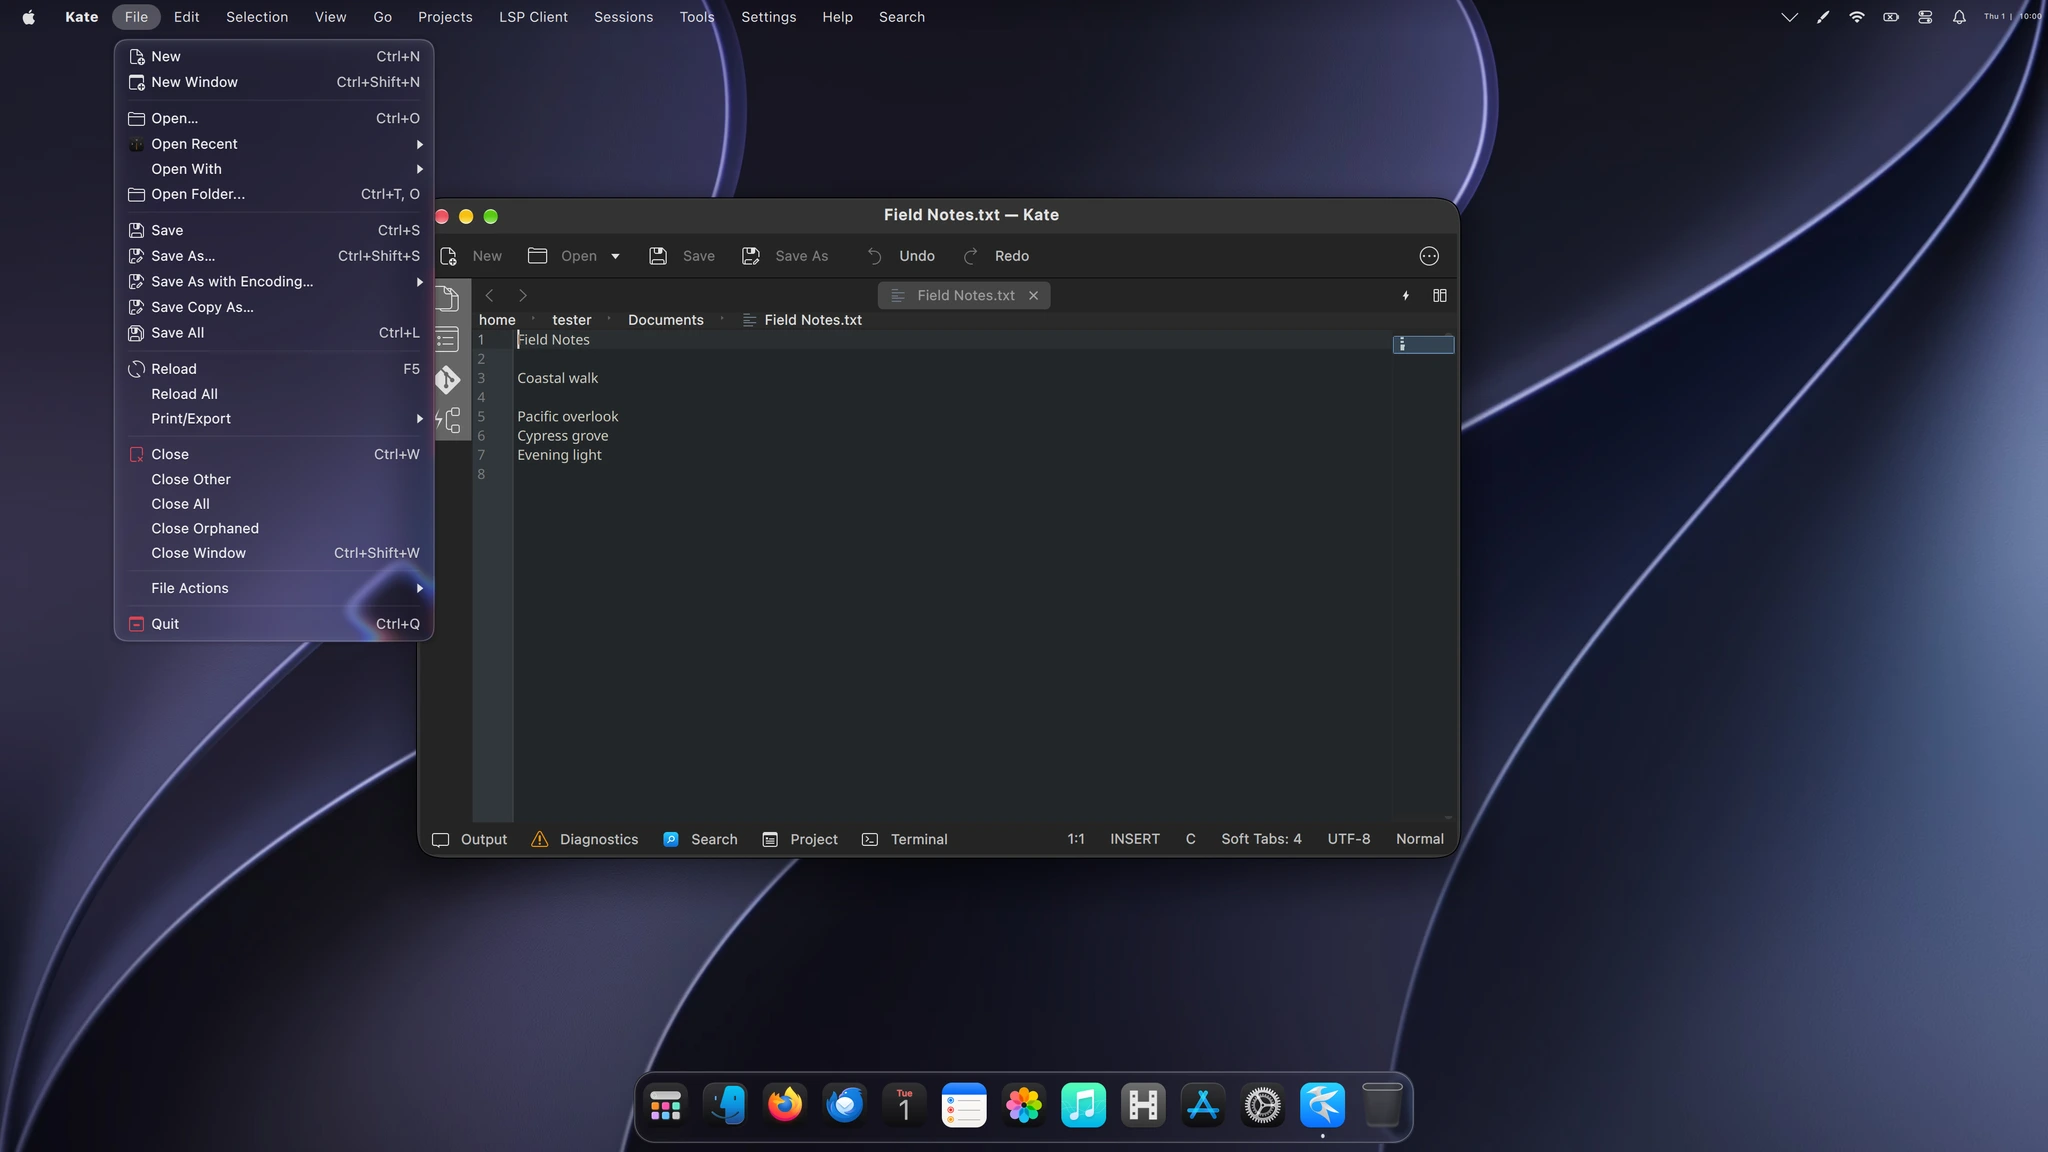 Kate File Edit Selection View Go Projects LSP Client Sessions Tools Settings Help Search Thu 1 | 10:00
New Ctrl+N
New Window Ctrl+Shift+N
Open... Ctrl+O
Open Recent
Open With
Open Folder... Ctrl+T, O
Save Ctrl+S
Save As... Ctrl+Shift+S
Save As with Encoding...
Save Copy As...
Save All Ctrl+L
Reload F5
Reload All
Print/Export
Close Ctrl+W
Close Other
Close All
Close Orphaned
Close Window Ctrl+Shift+W
File Actions
Quit Ctrl+Q
Field Notes.txt — Kate
New Open Save Save As Undo Redo
Field Notes.txt
home tester Documents Field Notes.txt
1 Field Notes
2
3 Coastal walk
4
5 Pacific overlook
6 Cypress grove
7 Evening light
8
Output Diagnostics Search Project Terminal 1:1 INSERT C Soft Tabs: 4 UTF-8 Normal
Tue
1